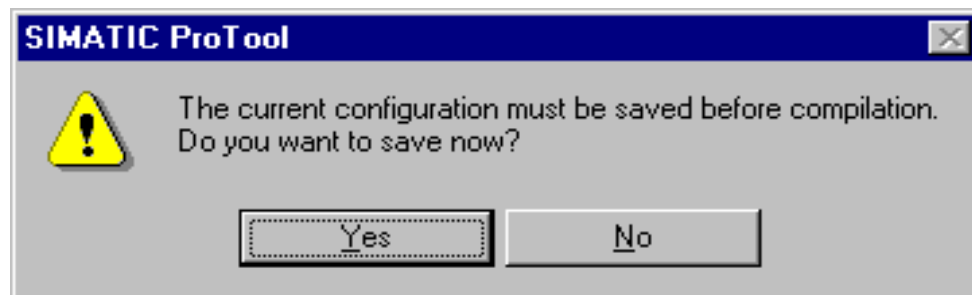 SIMATIC ProTool
The current configuration must be saved before compilation.
Do you want to save now?
Yes
No